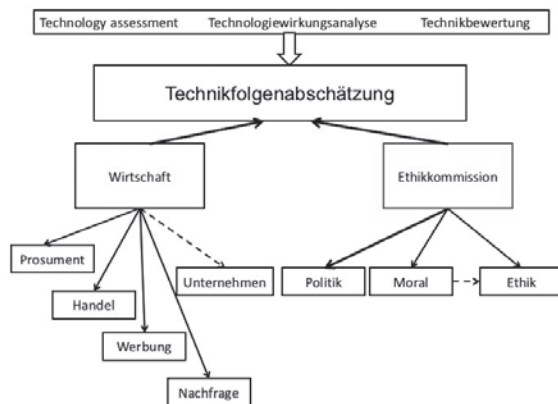 Technology assessment Technologiewirkungsanalyse Technikbewertung
Technikfolgenabschätzung
Wirtschaft Ethikkommission
Prosument
Unternehmen Politik Moral Ethik
Handel
Werbung
Nachfrage